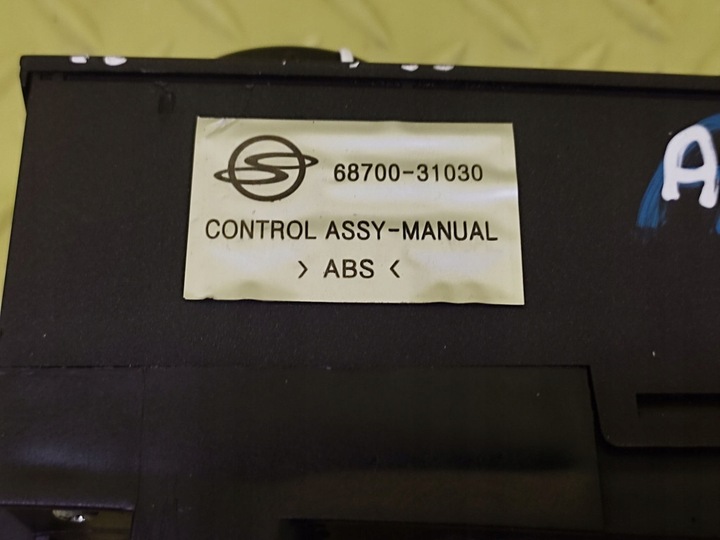 68700-31030
CONTROL ASSY-MANUAL
> ABS <
A